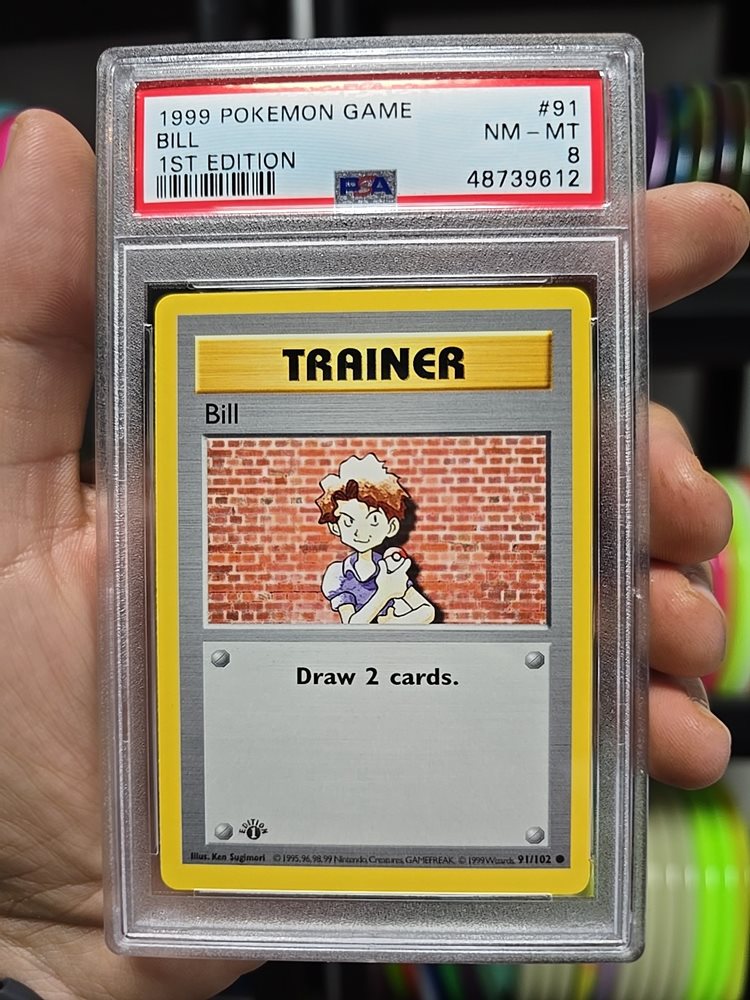 1999 POKEMON GAME #91
BILL NM - MT
1ST EDITION 8
PSA 48739612
TRAINER
Bill
Draw 2 cards.
EDITION 1
Illus. Ken Sugimori © 1995, 96, 98, 99 Nintendo, Creatures, GAMEFREAK. © 1999 Wizards. 91/102